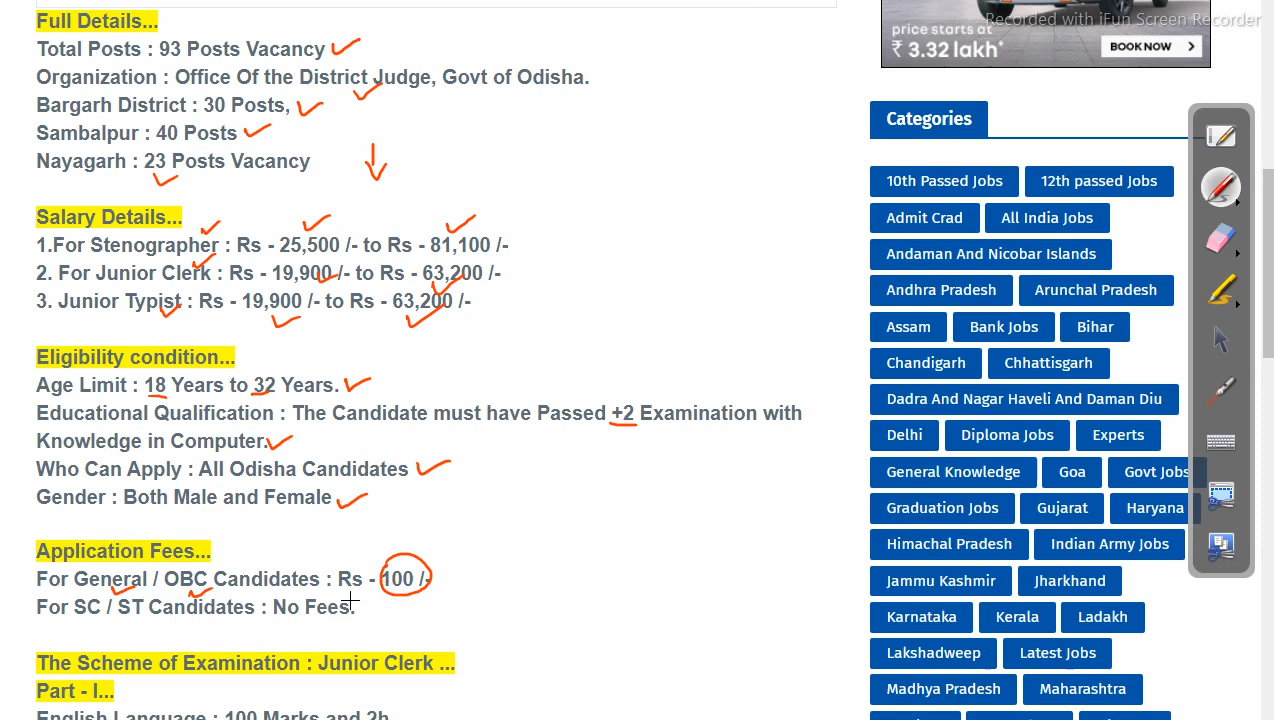 Full Details...
Total Posts : 93 Posts Vacancy
Organization : Office Of the District Judge, Govt of Odisha.
Bargarh District : 30 Posts,
Sambalpur : 40 Posts
Nayagarh : 23 Posts Vacancy
Salary Details...
1.For Stenographer : Rs - 25,500 /- to Rs - 81,100 /-
2. For Junior Clerk : Rs - 19,900 /- to Rs - 63,200 /-
3. Junior Typist : Rs - 19,900 /- to Rs - 63,200 /-
Eligibility condition...
Age Limit : 18 Years to 32 Years.
Educational Qualification : The Candidate must have Passed +2 Examination with
Knowledge in Computer.
Who Can Apply : All Odisha Candidates
Gender : Both Male and Female
Application Fees...
For General / OBC Candidates : Rs - 100 /-
For SC / ST Candidates : No Fees.
The Scheme of Examination : Junior Clerk ...
Part - I...
English Language : 100 Marks and 2h
Recorded with iFun Screen Recorder
price starts at
₹ 3.32 lakh*
BOOK NOW
Categories
10th Passed Jobs 12th passed Jobs
Admit Crad All India Jobs
Andaman And Nicobar Islands
Andhra Pradesh Arunchal Pradesh
Assam Bank Jobs Bihar
Chandigarh Chhattisgarh
Dadra And Nagar Haveli And Daman Diu
Delhi Diploma Jobs Experts
General Knowledge Goa Govt Jobs
Graduation Jobs Gujarat Haryana
Himachal Pradesh Indian Army Jobs
Jammu Kashmir Jharkhand
Karnataka Kerala Ladakh
Lakshadweep Latest Jobs
Madhya Pradesh Maharashtra